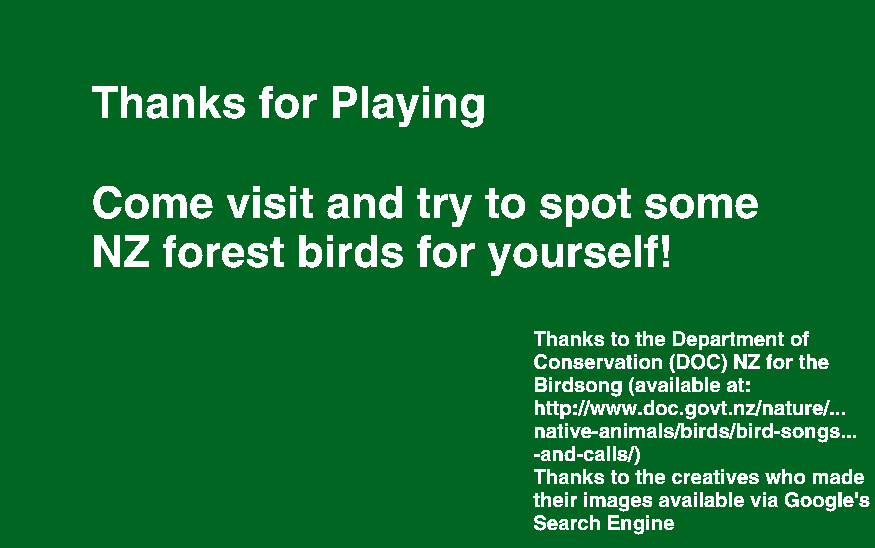 Thanks for Playing
Come visit and try to spot some
NZ forest birds for yourself!
Thanks to the Department of
Conservation (DOC) NZ for the
Birdsong (available at:
http://www.doc.govt.nz/nature/...
native-animals/birds/bird-songs...
-and-calls/)
Thanks to the creatives who made
their images available via Google's
Search Engine